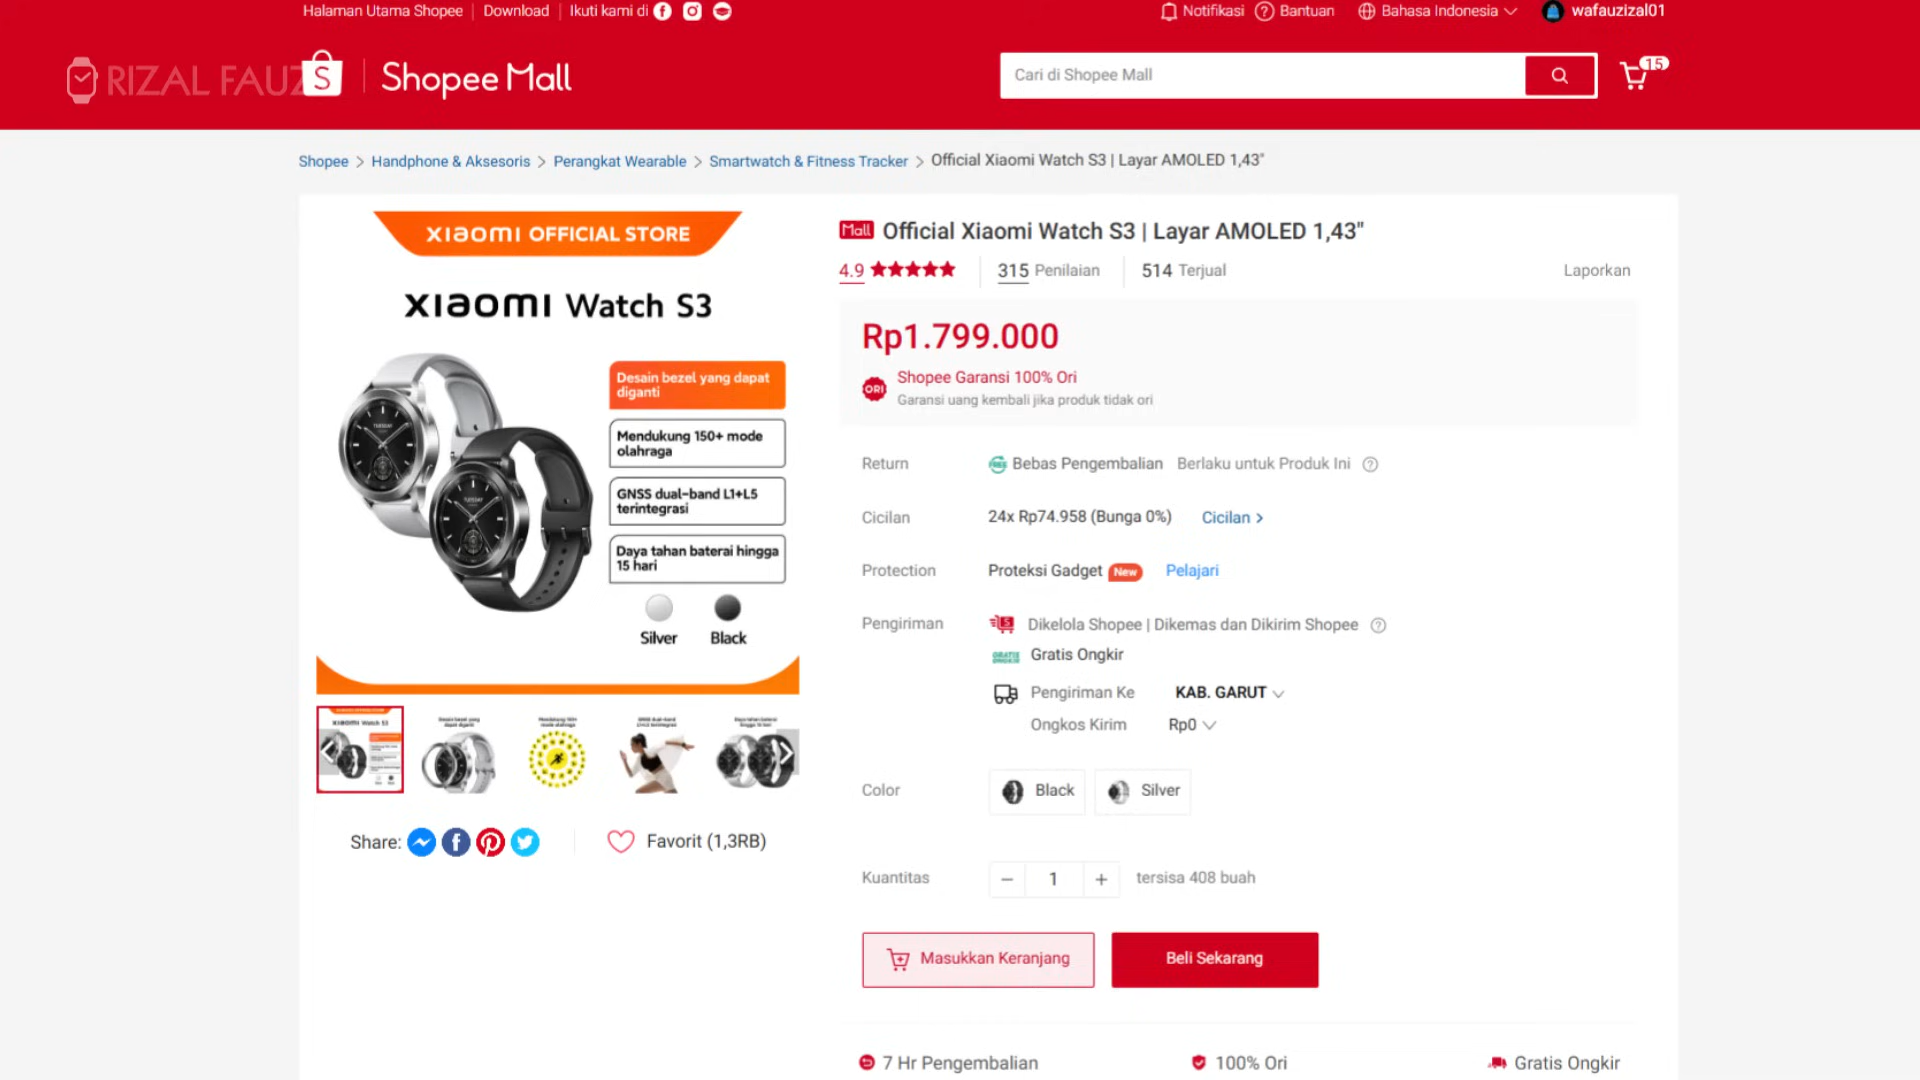 Halaman Utama Shopee
Download
Ikuti kami di
Notifikasi
Bantuan
Bahasa Indonesia
wafauzizal01
RIZAL FAUZ
Shopee Mall
Cari di Shopee Mall
15
Shopee > Handphone & Aksesoris > Perangkat Wearable > Smartwatch & Fitness Tracker > Official Xiaomi Watch S3 | Layar AMOLED 1,43"
XIAOMI OFFICIAL STORE
XIAOMI Watch S3
Desain bezel yang dapat
diganti
Mendukung 150+ mode
olahraga
GNSS dual-band L1+L5
terintegrasi
Daya tahan baterai hingga
15 hari
Silver
Black
Share:
Favorit (1,3RB)
Mall Official Xiaomi Watch S3 | Layar AMOLED 1,43"
4.9
315 Penilaian
514 Terjual
Laporkan
Rp1.799.000
ORI
Shopee Garansi 100% Ori
Garansi uang kembali jika produk tidak ori
Return
FREE
Bebas Pengembalian
Berlaku untuk Produk Ini
Cicilan
24x Rp74.958 (Bunga 0%)
Cicilan >
Protection
Proteksi Gadget
New
Pelajari
Pengiriman
Dikelola Shopee | Dikemas dan Dikirim Shopee
GRATIS
ONGKIR
Gratis Ongkir
Pengiriman Ke
KAB. GARUT
Ongkos Kirim
Rp0
Color
Black
Silver
Kuantitas
− 1 +
tersisa 408 buah
Masukkan Keranjang
Beli Sekarang
7 Hr Pengembalian
100% Ori
Gratis Ongkir